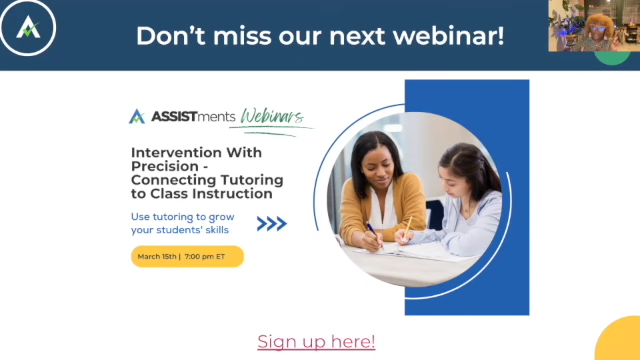 Don't miss our next webinar!
ASSISTments Webinars
Intervention With
Precision -
Connecting Tutoring
to Class Instruction
Use tutoring to grow
your students' skills
March 15th | 7:00 pm ET
Sign up here!